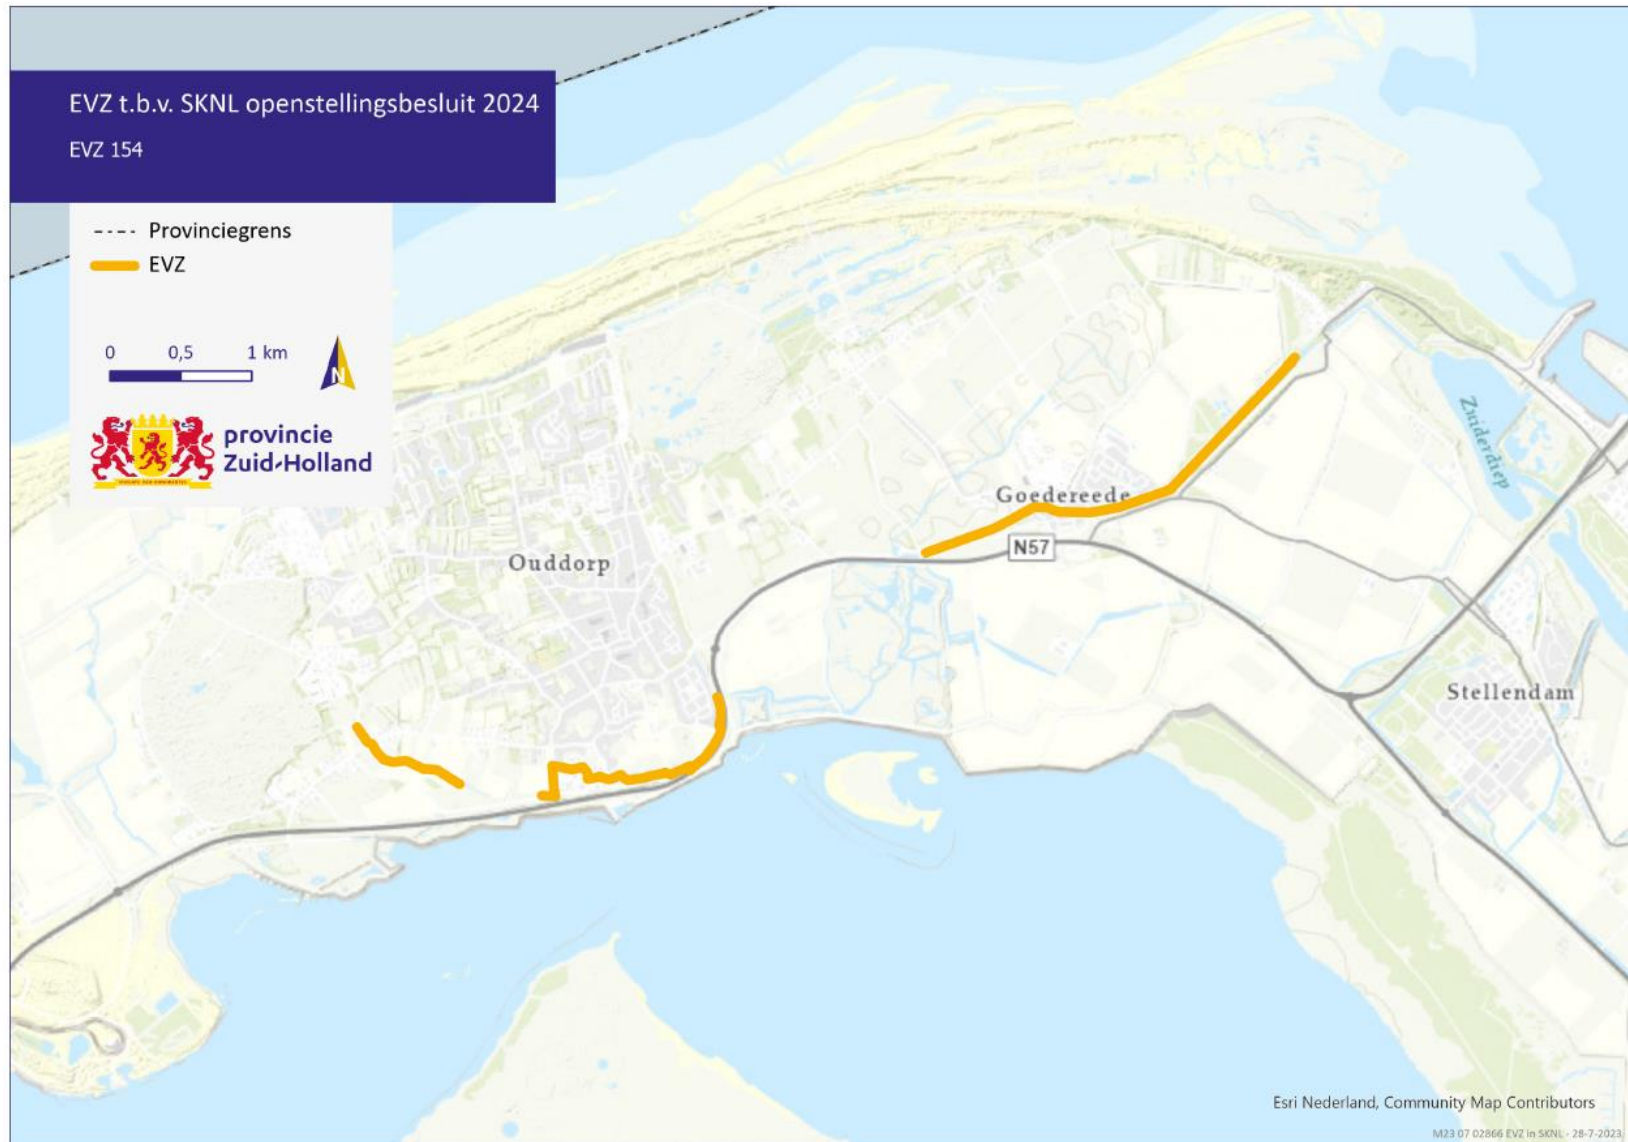 EVZ t.b.v. SKNL openstellingsbesluit 2024
EVZ 154
Provinciegrens
EVZ
0 0,5 1 km
N
provincie
Zuid-Holland
Zuiderdiep
Goedereede
N57
Ouddorp
Stellendam
Esri Nederland, Community Map Contributors
M23 07 02866 EVZ in SKNL - 28-7-2023